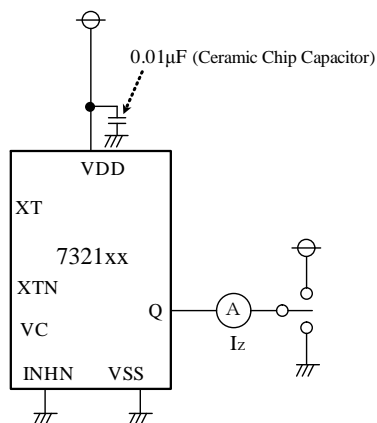 0.01μF (Ceramic Chip Capacitor)
VDD
XT
7321xx
XTN
Q
A
VC
Iz
INHN VSS